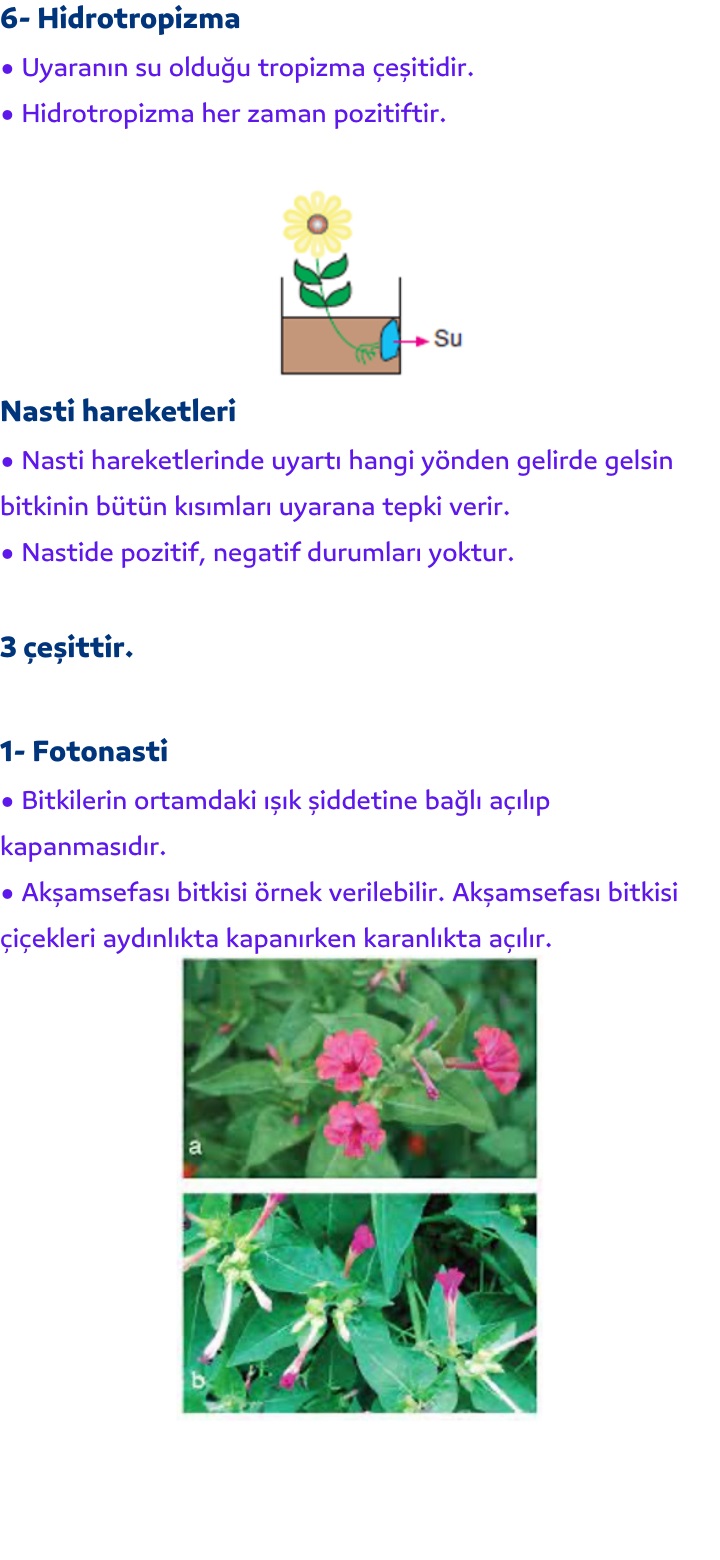 6- Hidrotropizma
• Uyaranın su olduğu tropizma çeşitidir.
• Hidrotropizma her zaman pozitiftir.
Su
Nasti hareketleri
• Nasti hareketlerinde uyartı hangi yönden gelirde gelsin
bitkinin bütün kısımları uyarana tepki verir.
• Nastide pozitif, negatif durumları yoktur.
3 çeşittir.
1- Fotonasti
• Bitkilerin ortamdaki ışık şiddetine bağlı açılıp
kapanmasıdır.
• Akşamsefası bitkisi örnek verilebilir. Akşamsefası bitkisi
çiçekleri aydınlıkta kapanırken karanlıkta açılır.
a
b